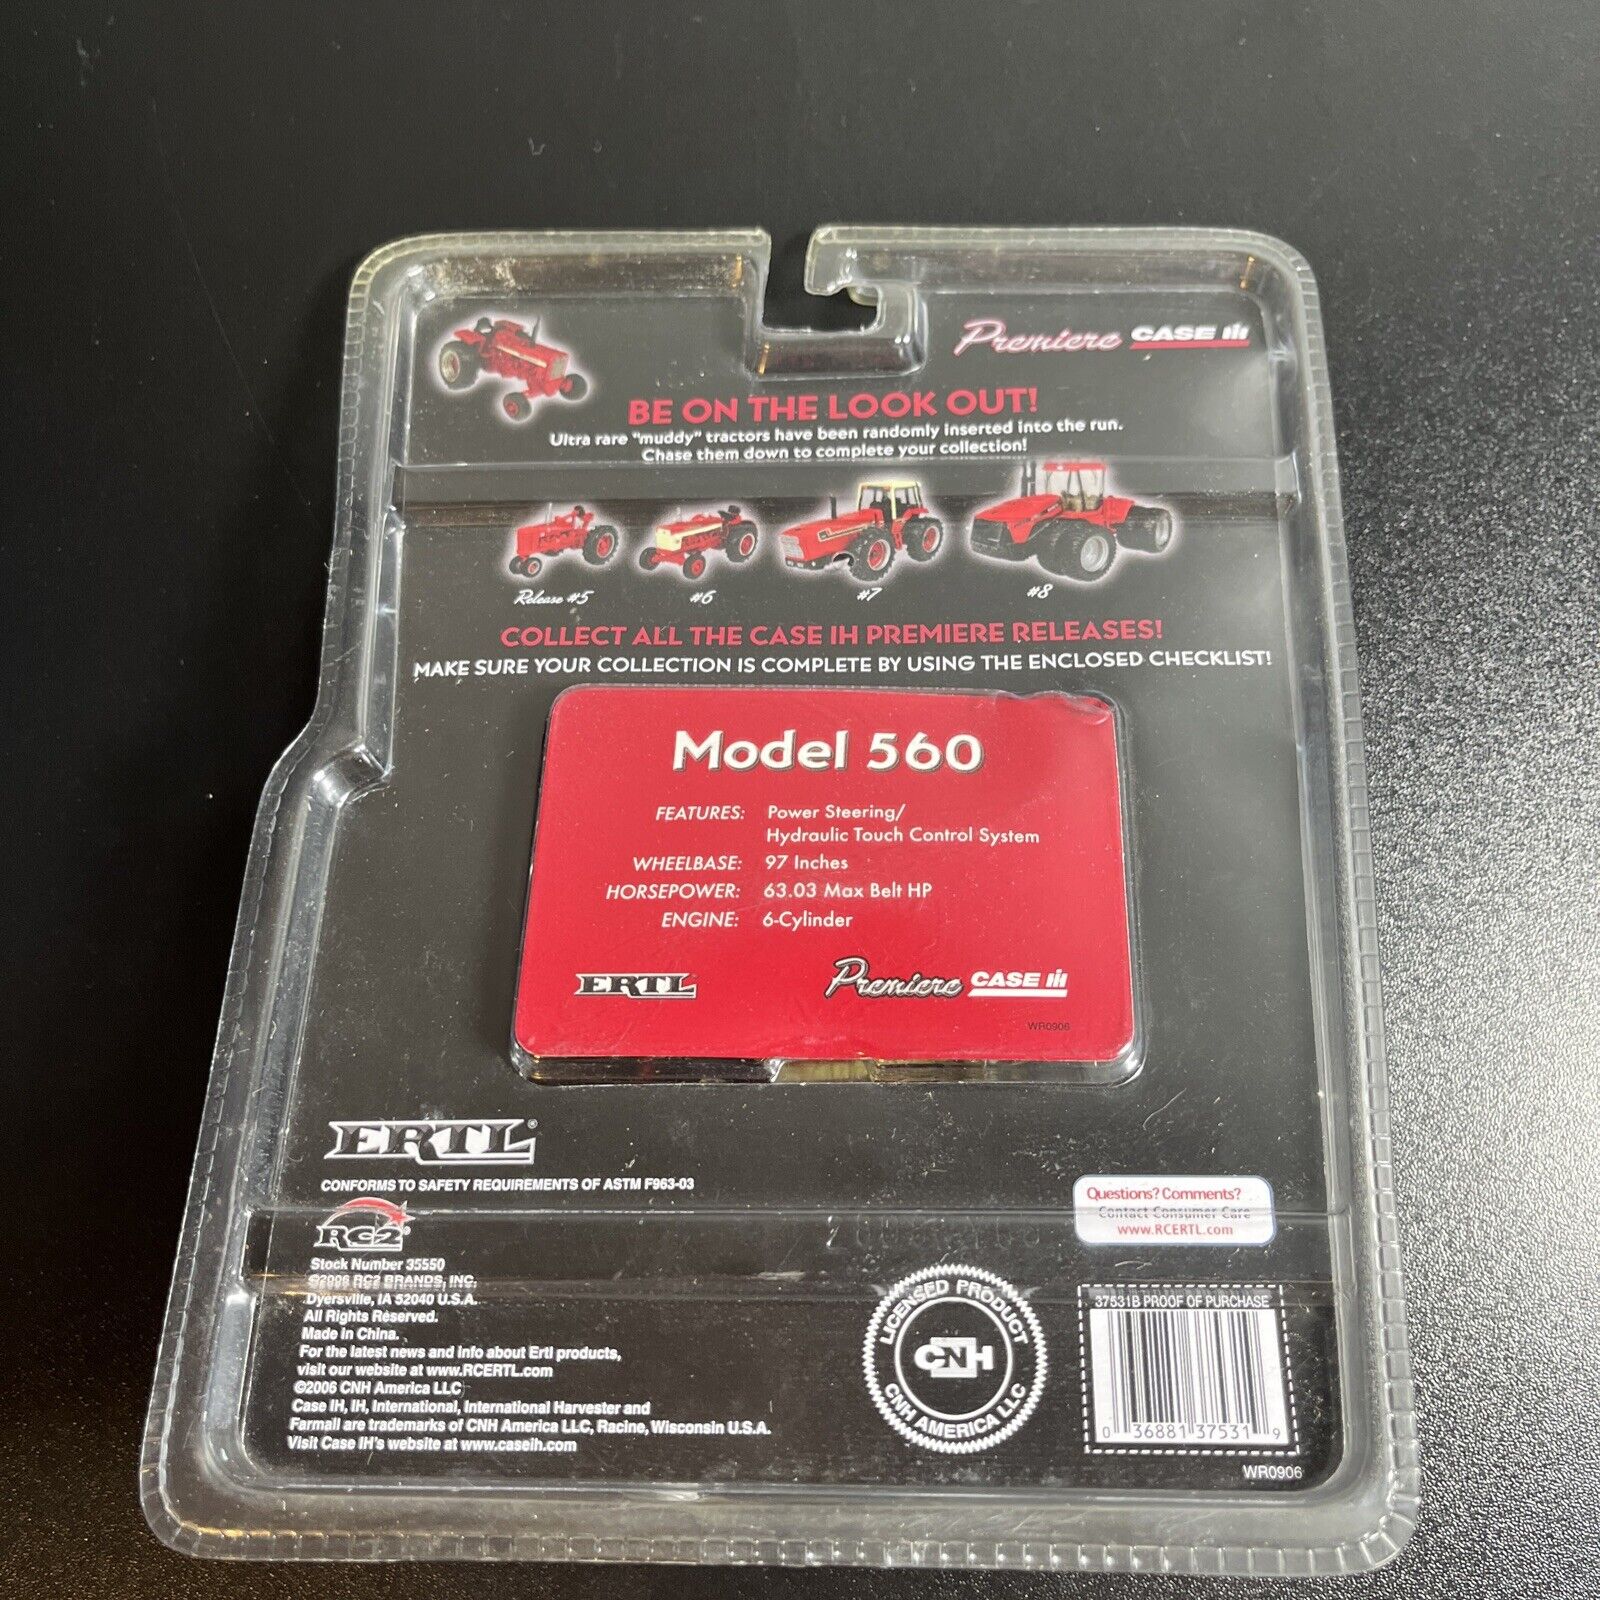 Premiere CASE IH
BE ON THE LOOK OUT!
Ultra rare "muddy" tractors have been randomly inserted into the run.
Chase them down to complete your collection!
Release #5
#6
#7
#8
COLLECT ALL THE CASE IH PREMIERE RELEASES!
MAKE SURE YOUR COLLECTION IS COMPLETE BY USING THE ENCLOSED CHECKLIST!
Model 560
FEATURES: Power Steering/
Hydraulic Touch Control System
WHEELBASE: 97 Inches
HORSEPOWER: 63.03 Max Belt HP
ENGINE: 6-Cylinder
ERTL
Premiere CASE IH
WR0906
ERTL®
CONFORMS TO SAFETY REQUIREMENTS OF ASTM F963-03
RC2
Stock Number 35550
©2006 RC2 BRANDS, INC.
Dyersville, IA 52040 U.S.A.
All Rights Reserved.
Made in China.
For the latest news and info about Ertl products,
visit our website at www.RCERTL.com
©2006 CNH America LLC
Case IH, IH, International, International Harvester and
Farmall are trademarks of CNH America LLC, Racine, Wisconsin U.S.A.
Visit Case IH's website at www.caseih.com
Questions? Comments?
Contact Consumer Care
www.RCERTL.com
LICENSED PRODUCT
CNH
CNH AMERICA LLC
37531B PROOF OF PURCHASE
0 36881 37531 9
WR0906